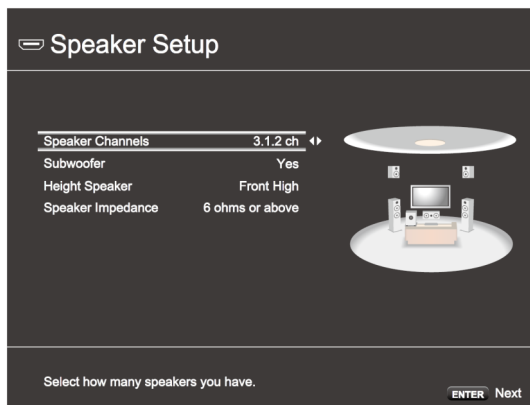 Speaker Setup
Speaker Channels 3.1.2 ch
Subwoofer Yes
Height Speaker Front High
Speaker Impedance 6 ohms or above
Select how many speakers you have.
ENTER Next